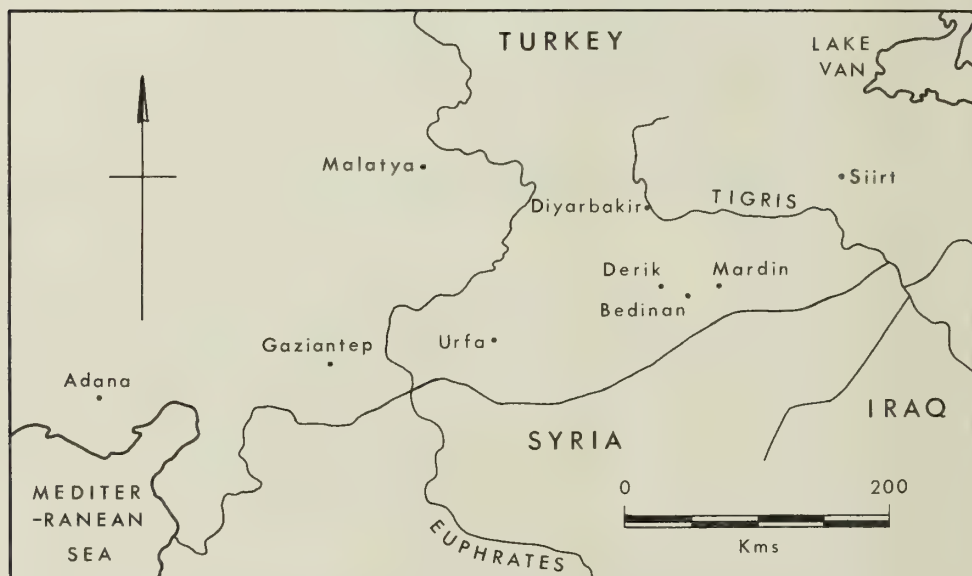 TURKEY
LAKE
VAN
Malatya
Siirt
TIGRIS
Diyarbakir
Derik
Mardin
Bedinan
Gaziantep
Urfa
Adana
IRAQ
SYRIA
MEDITER
-RANEAN
SEA
0
200
Kms
EUPHRATES